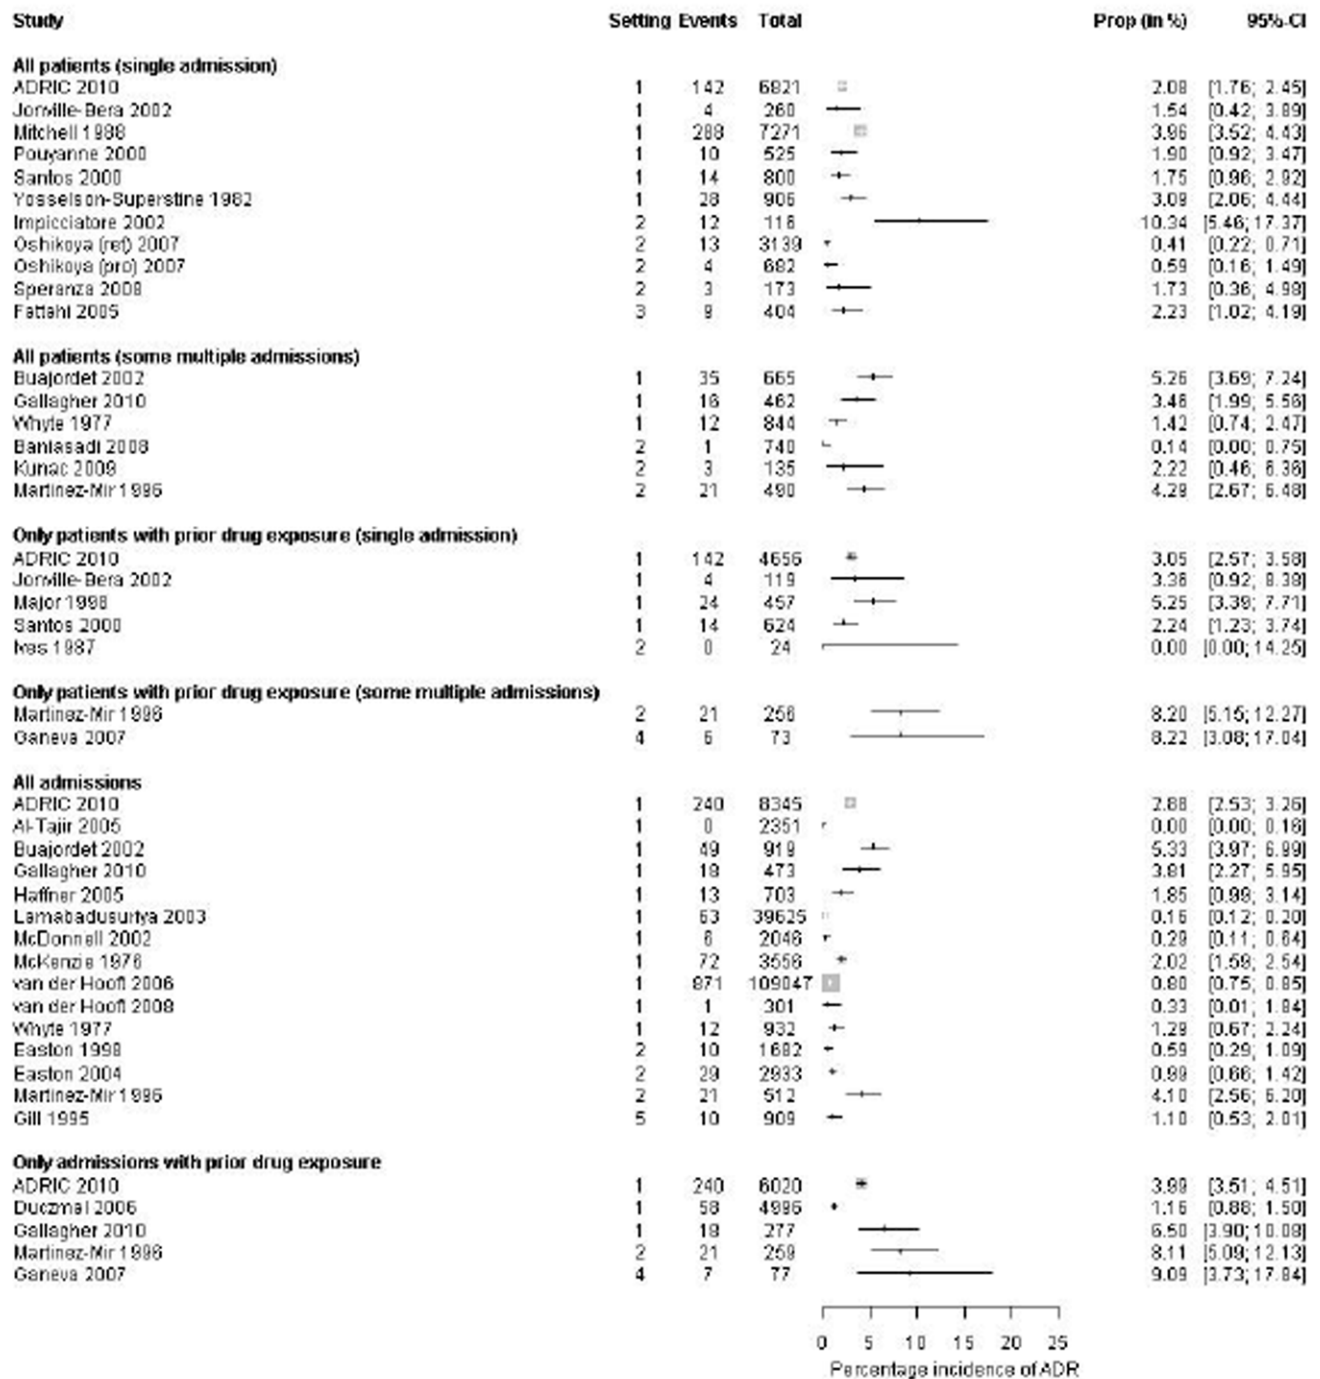 Study Setting Events Total Prop (in %) 95%-CI
All patients (single admission)
ADRIC 2010 1 142 6821 2.08 [1.76; 2.45]
Jonville-Bera 2002 1 4 260 1.54 [0.42; 3.89]
Mitchell 1988 1 288 7271 3.96 [3.52; 4.43]
Pouyanne 2000 1 10 525 1.90 [0.92; 3.47]
Santos 2000 1 14 800 1.75 [0.96; 2.92]
Yosselson-Superstine 1982 1 28 906 3.09 [2.06; 4.44]
Impicciatore 2002 2 12 116 10.34 [5.46; 17.37]
Oshikoya (ret) 2007 2 13 3139 0.41 [0.22; 0.71]
Oshikoya (pro) 2007 2 4 682 0.59 [0.16; 1.49]
Speranza 2008 2 3 173 1.73 [0.36; 4.98]
Fattahi 2005 3 9 404 2.23 [1.02; 4.19]
All patients (some multiple admissions)
Buajordet 2002 1 35 665 5.26 [3.69; 7.24]
Gallagher 2010 1 16 462 3.46 [1.99; 5.56]
Whyte 1977 1 12 844 1.42 [0.74; 2.47]
Baniasadi 2008 2 1 740 0.14 [0.00; 0.75]
Kunac 2009 2 3 135 2.22 [0.46; 6.36]
Martinez-Mir 1996 2 21 490 4.29 [2.67; 6.48]
Only patients with prior drug exposure (single admission)
ADRIC 2010 1 142 4656 3.05 [2.57; 3.58]
Jonville-Bera 2002 1 4 119 3.36 [0.92; 8.38]
Major 1998 1 24 457 5.25 [3.39; 7.71]
Santos 2000 1 14 624 2.24 [1.23; 3.74]
Ives 1987 2 0 24 0.00 [0.00; 14.25]
Only patients with prior drug exposure (some multiple admissions)
Martinez-Mir 1996 2 21 256 8.20 [5.15; 12.27]
Ganeva 2007 4 6 73 8.22 [3.08; 17.04]
All admissions
ADRIC 2010 1 240 8345 2.88 [2.53; 3.26]
Al-Tajir 2005 1 0 2351 0.00 [0.00; 0.16]
Buajordet 2002 1 49 919 5.33 [3.97; 6.99]
Gallagher 2010 1 18 473 3.81 [2.27; 5.95]
Haffner 2005 1 13 703 1.85 [0.99; 3.14]
Lamabadusuriya 2003 1 63 39625 0.16 [0.12; 0.20]
McDonnell 2002 1 6 2046 0.29 [0.11; 0.64]
McKenzie 1976 1 72 3556 2.02 [1.59; 2.54]
van der Hooft 2006 1 871 109047 0.80 [0.75; 0.85]
van der Hooft 2008 1 1 301 0.33 [0.01; 1.84]
Whyte 1977 1 12 932 1.29 [0.67; 2.24]
Easton 1998 2 10 1682 0.59 [0.29; 1.09]
Easton 2004 2 29 2933 0.99 [0.66; 1.42]
Martinez-Mir 1996 2 21 512 4.10 [2.56; 6.20]
Gill 1995 5 10 909 1.10 [0.53; 2.01]
Only admissions with prior drug exposure
ADRIC 2010 1 240 6020 3.99 [3.51; 4.51]
Duczmal 2006 1 58 4996 1.16 [0.88; 1.50]
Gallagher 2010 1 18 277 6.50 [3.90; 10.08]
Martinez-Mir 1996 2 21 259 8.11 [5.09; 12.13]
Ganeva 2007 4 7 77 9.09 [3.73; 17.84]
0 5 10 15 20 25
Percentage incidence of ADR